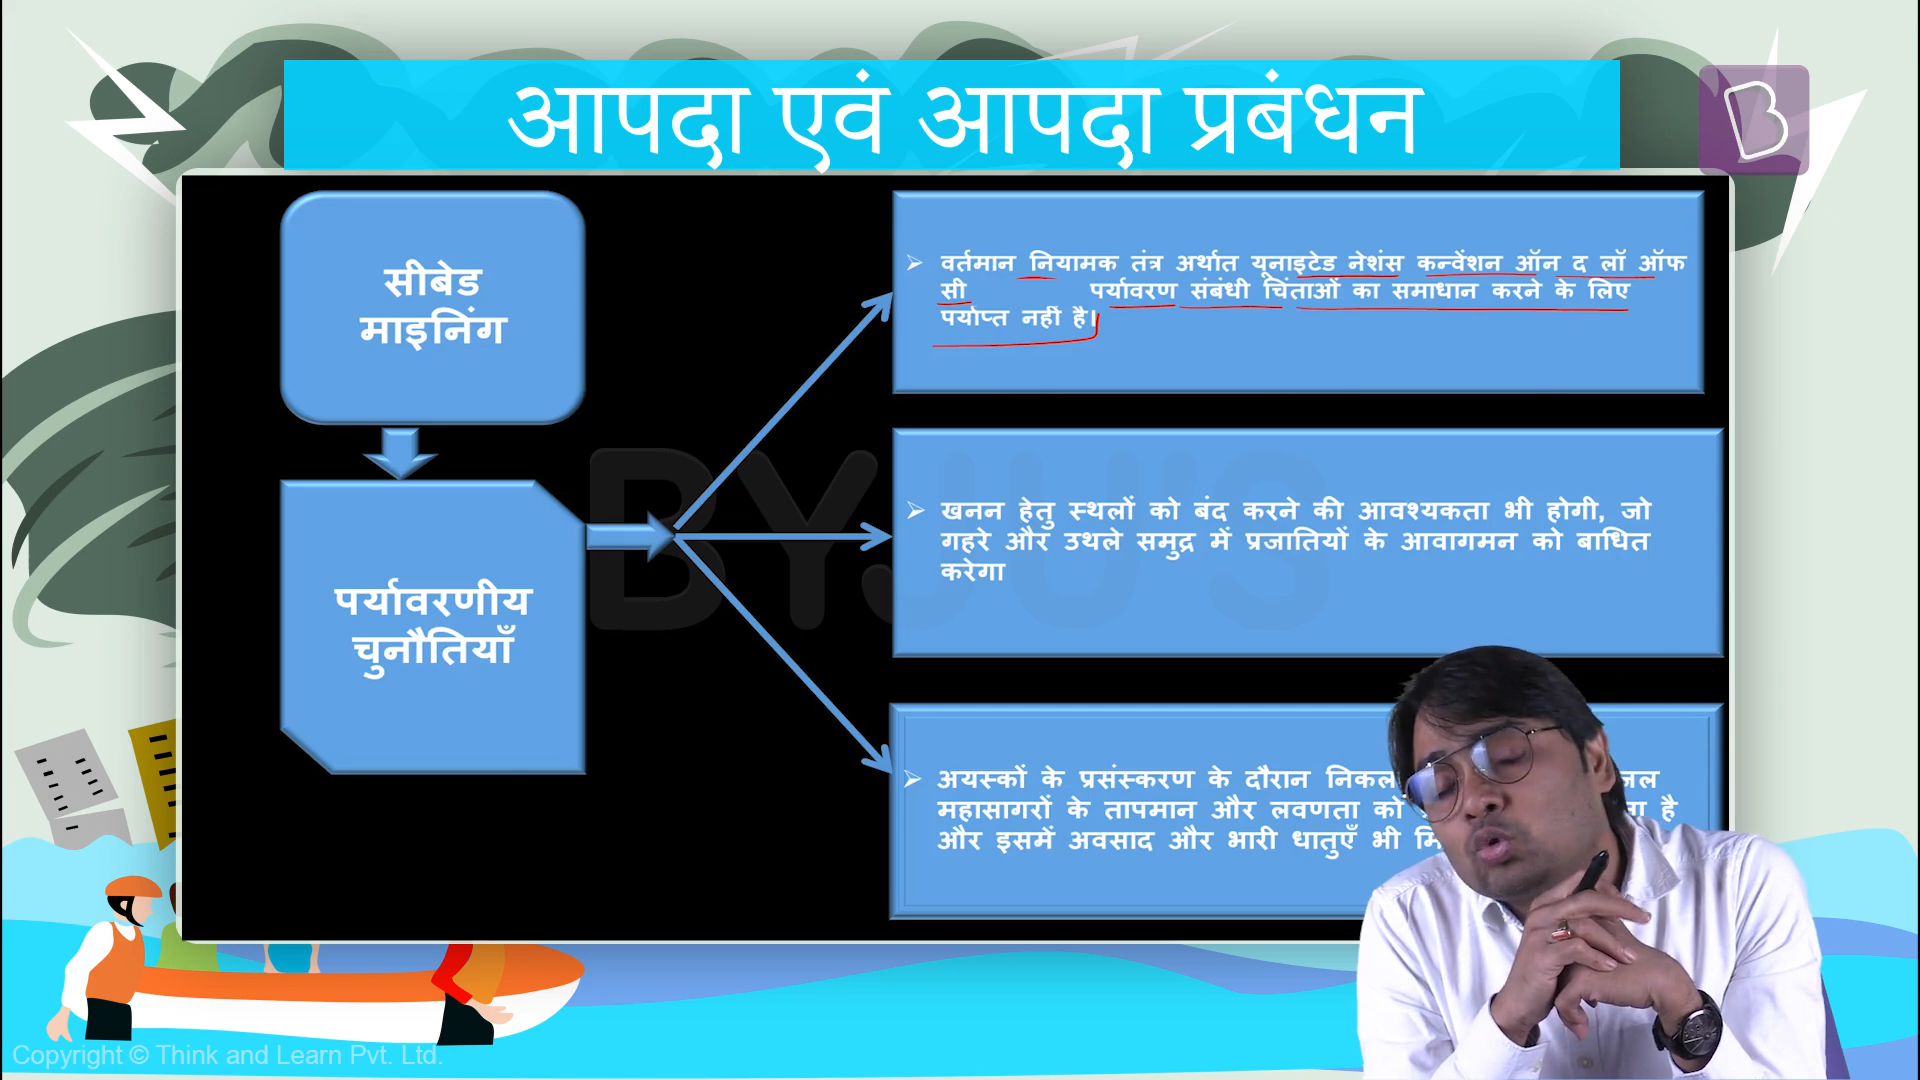 आपदा एवं आपदा प्रबंधन
सीबेड
माइनिंग
पर्यावरणीय
चुनौतियाँ
वर्तमान नियामक तंत्र अर्थात यूनाइटेड नेशंस कन्वेंशन ऑन द लॉ ऑफ
सी पर्यावरण संबंधी चिंताओं का समाधान करने के लिए
पर्याप्त नहीं है।
खनन हेतु स्थलों को बंद करने की आवश्यकता भी होगी, जो
गहरे और उथले समुद्र में प्रजातियों के आवागमन को बाधित
करेगा
अयस्कों के प्रसंस्करण के दौरान
महासागरों के तापमान और लवणता को है
और इसमें अवसाद और भारी धातुएँ भी
BYJU'S
Copyright © Think and Learn Pvt. Ltd.